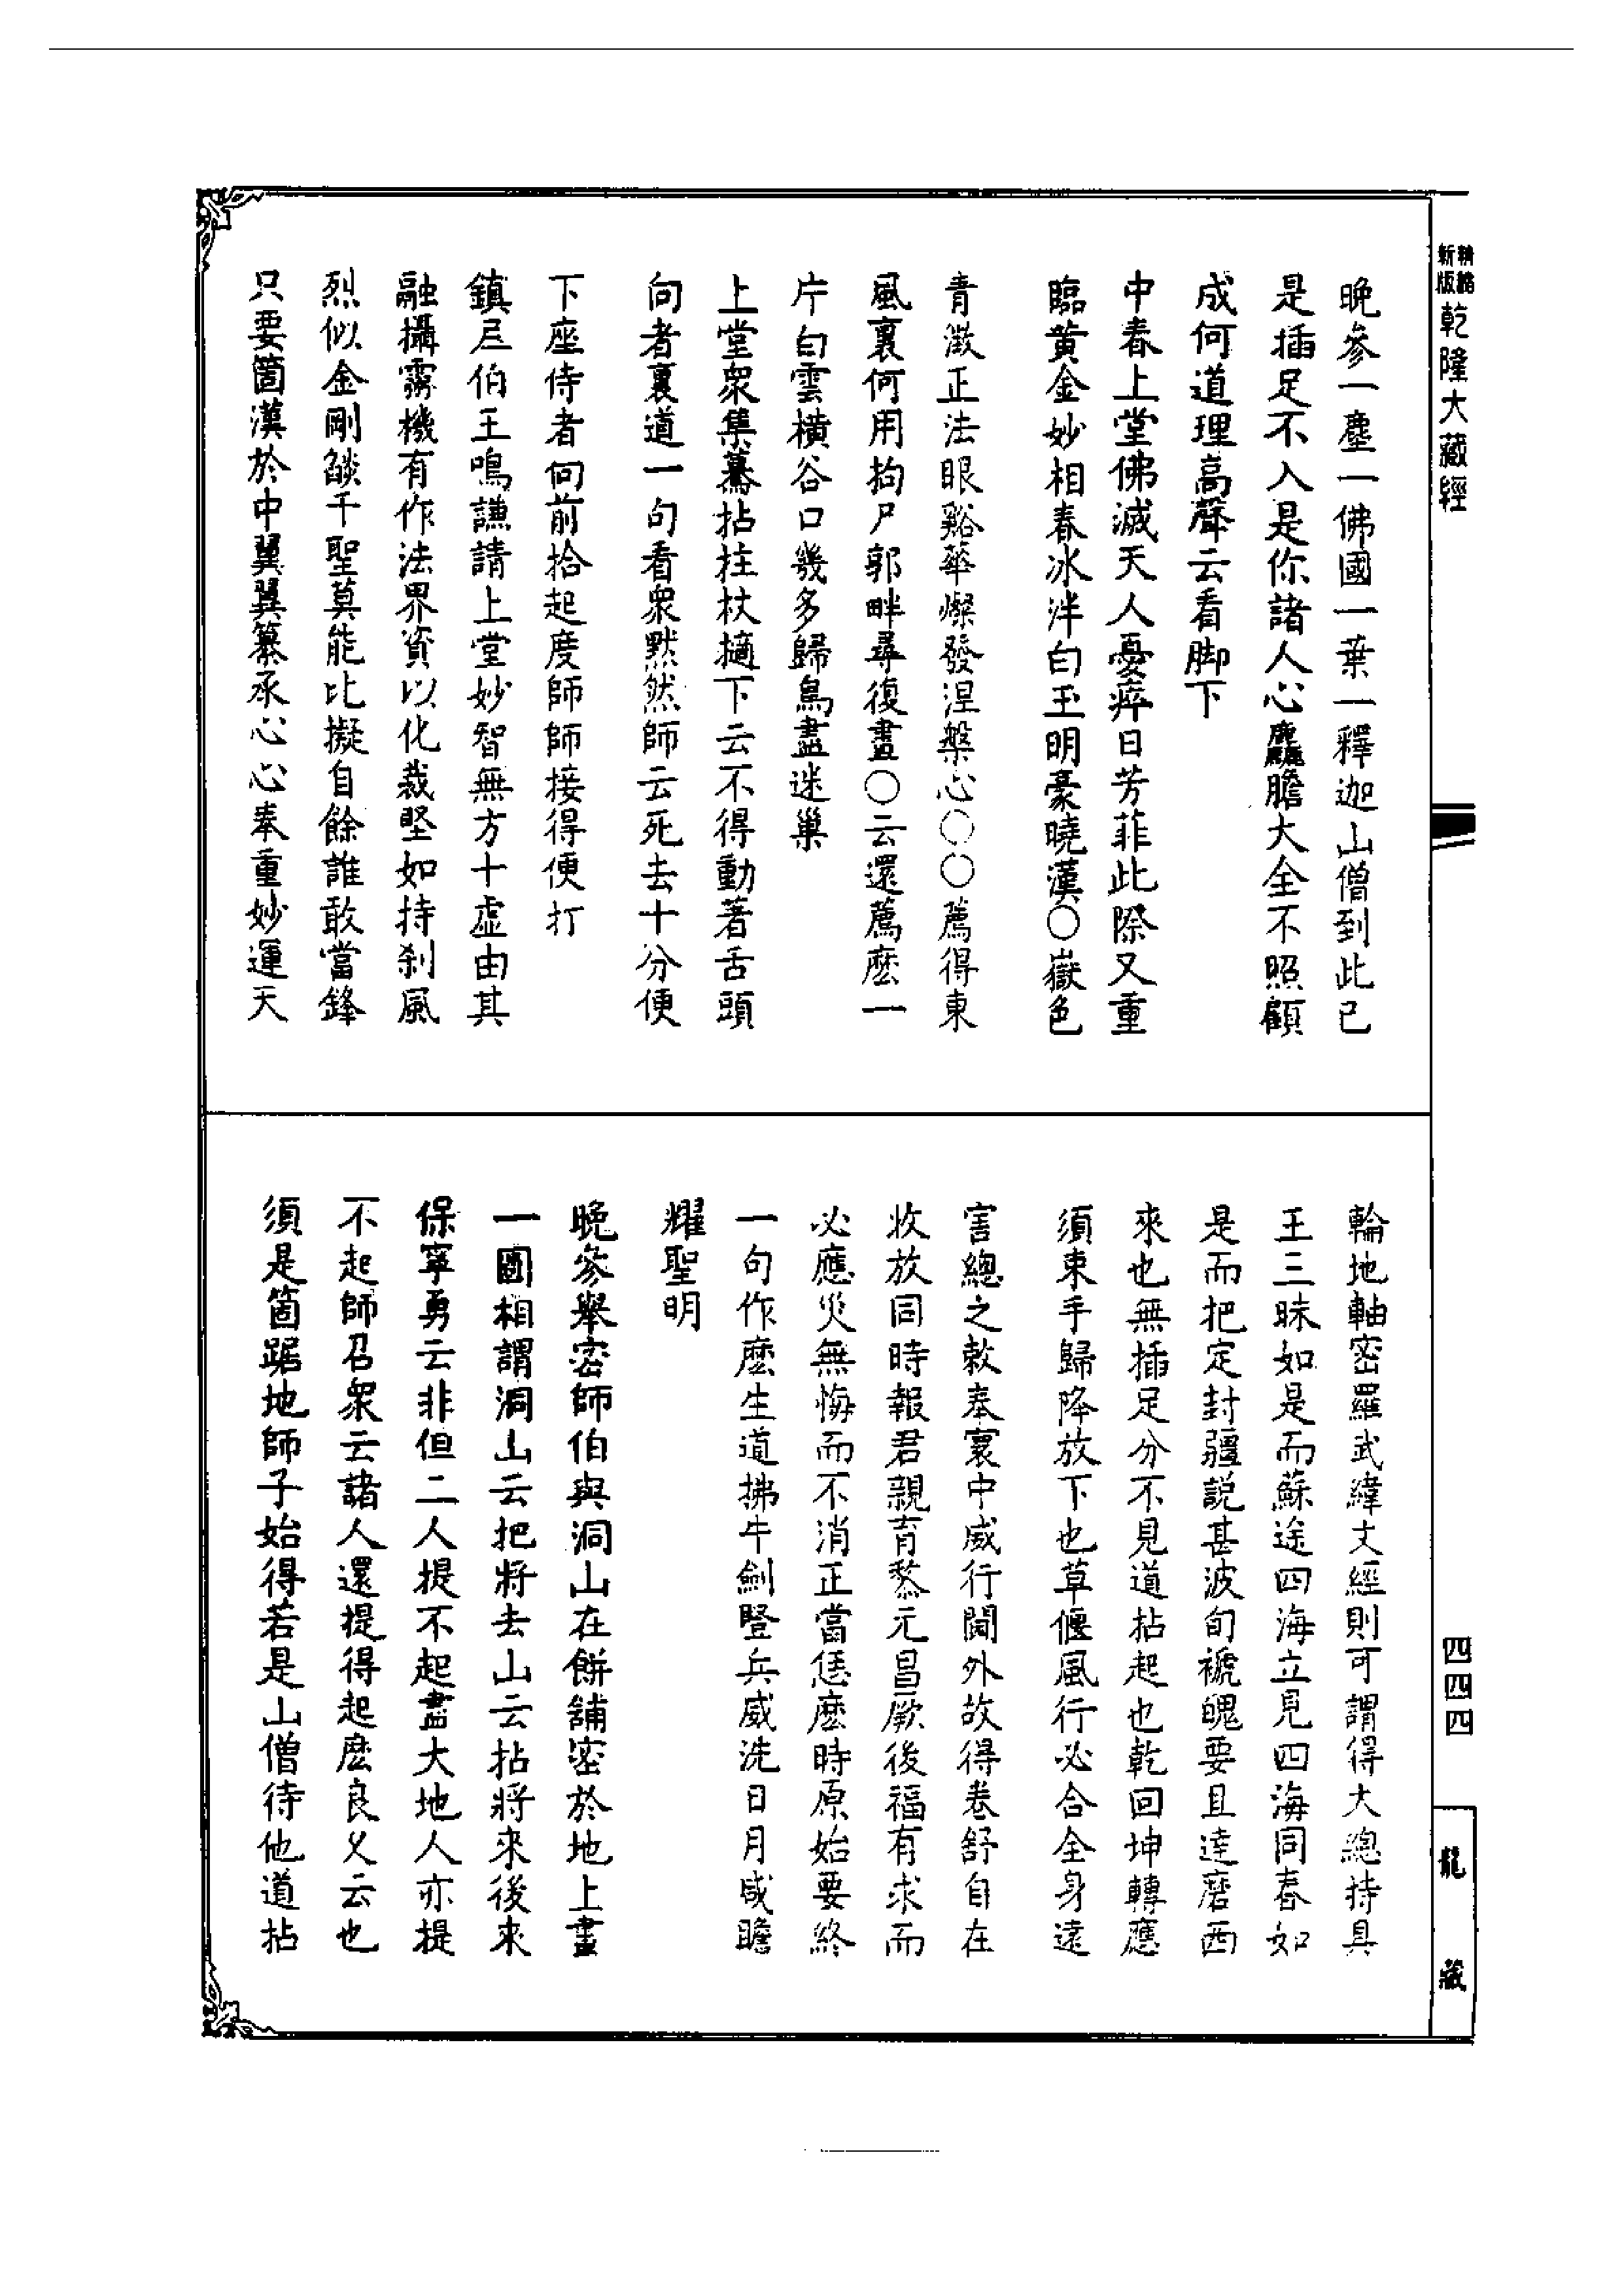 新版
乾隆大藏經
四四四
龍藏
晚參一塵一佛國一葉一釋迦山僧到此已
是插足不入是你諸人心麤膽大全不照顧
成何道理高聲云看脚下
中春上堂佛滅天人憂瘁日芳菲此際又重
臨黃金妙相春冰泮白玉明豪曉漢○嶽色
青澂正法眼谿華燦發涅槃心○○薦得東
風裏何用拘尸郭畔尋復畫○云還薦麽一
片白雲橫谷口幾多歸鳥盡迷巢
上堂衆集驀拈拄杖擿下云不得動著舌頭
向者裏道一句看衆默然師云死去十分便
下座侍者向前拾起度師師接得便打
鎮尼伯王鳴謙請上堂妙智無方十虛由其
融攝霧機有作法界資以化裁堅如持刹風
烈似金剛燄千聖莫能比擬自餘誰敢當鋒
只要箇漢於中翼翼纂承心心奉重妙運天
輪地軸密羅武緯文經則可謂得大總持具
王三昧如是而蘇途四海立見四海同春如
是而把定封疆説甚波旬褫魄要且達磨西
來也無插足分不見道拈起也乾回坤轉應
須束手歸降放下也草偃風行必合全身遠
害總之敕奉寰中威行閫外故得卷舒自在
收放同時報君親育黎元昌厥後福有求而
必應災無悔而不消正當恁麽時原始要終
一句作麽生道拂牛劍豎兵威洗日月咸瞻
耀聖明
晚參舉密師伯與洞山在餅舖密於地上畫
一圓相謂洞山云把將去山云拈將來後來
保寧勇云非但二人提不起盡大地人亦提
不起師召衆云諸人還提得起麽良乆云也
須是箇踞地師子始得若是山僧待他道拈